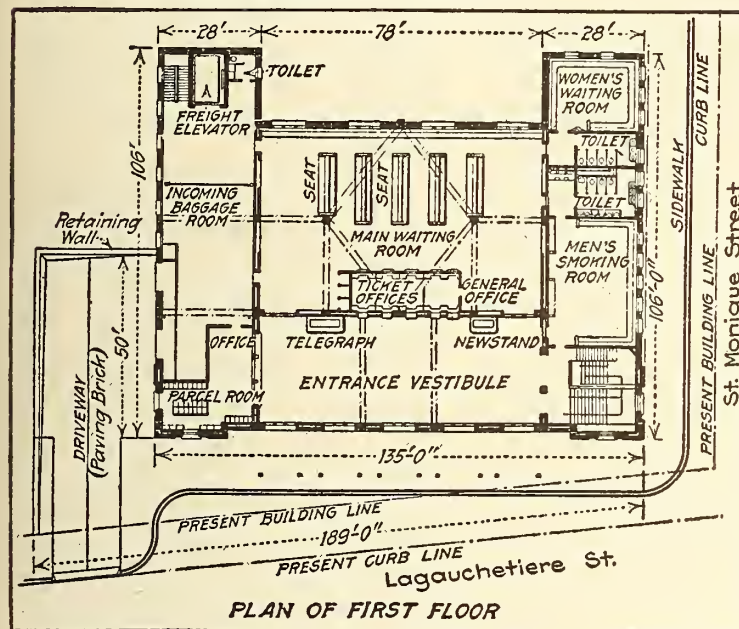 28'
78'
28'
TOILET
FREIGHT
ELEVATOR
WOMEN'S
WAITING
ROOM
TOILET
TOILET
106'
SEAT
SEAT
INCOMING
BAGGAGE
ROOM
MAIN WAITING
ROOM
MEN'S
SMOKING
ROOM
Retaining
Wall
TICKET
OFFICES
GENERAL
OFFICE
106'-0"
SIDEWALK
CURB LINE
PRESENT BUILDING LINE
St. Monique Street
50'
DRIVEWAY
(Paving Brick)
OFFICE
TELEGRAPH
NEWSTAND
PARCEL ROOM
ENTRANCE VESTIBULE
135'-0"
PRESENT BUILDING LINE
189'-0"
PRESENT CURB LINE
Lagauchetiere St.
PLAN OF FIRST FLOOR